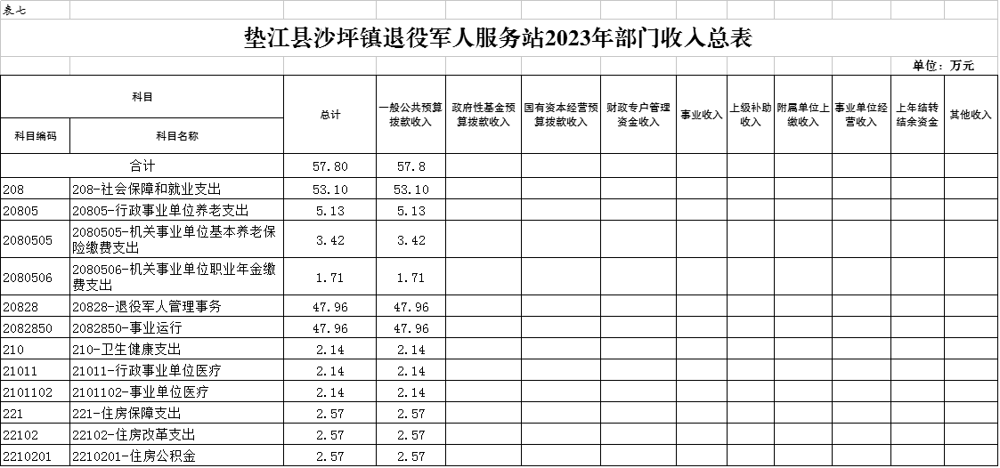 表七
垫江县沙坪镇退役军人服务站2023年部门收入总表
单位：万元
科目 总计 一般公共预算拨款收入 政府性基金预算拨款收入 国有资本经营预算拨款收入 财政专户管理资金收入 事业收入 上级补助收入 附属单位上缴收入 事业单位经营收入 上年结转结余资金 其他收入
科目编码 科目名称
合计 57.80 57.8
208 208-社会保障和就业支出 53.10 53.10
20805 20805-行政事业单位养老支出 5.13 5.13
2080505 2080505-机关事业单位基本养老保险缴费支出 3.42 3.42
2080506 2080506-机关事业单位职业年金缴费支出 1.71 1.71
20828 20828-退役军人管理事务 47.96 47.96
2082850 2082850-事业运行 47.96 47.96
210 210-卫生健康支出 2.14 2.14
21011 21011-行政事业单位医疗 2.14 2.14
2101102 2101102-事业单位医疗 2.14 2.14
221 221-住房保障支出 2.57 2.57
22102 22102-住房改革支出 2.57 2.57
2210201 2210201-住房公积金 2.57 2.57